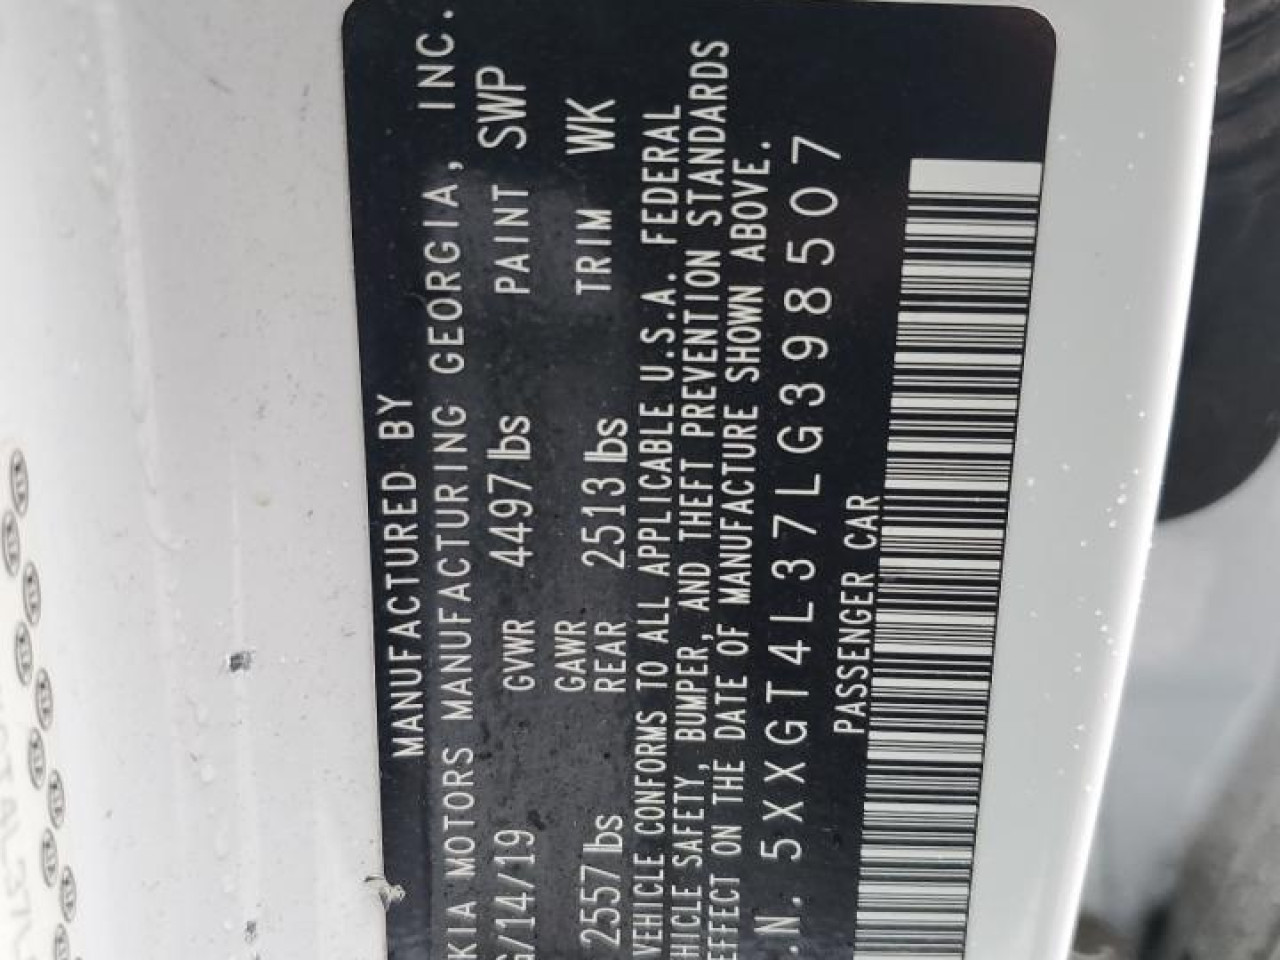 MANUFACTURED BY
KIA MOTORS MANUFACTURING GEORGIA, INC.
G/14/19 GVWR 4497 lbs PAINT SWP
GAWR
2557 lbs REAR 2513 lbs TRIM WK
VEHICLE CONFORMS TO ALL APPLICABLE U.S.A. FEDERAL
HICLE SAFETY, BUMPER, AND THEFT PREVENTION STANDARDS
EFFECT ON THE DATE OF MANUFACTURE SHOWN ABOVE.
.N. 5XXGT4L37LG398507
PASSENGER CAR